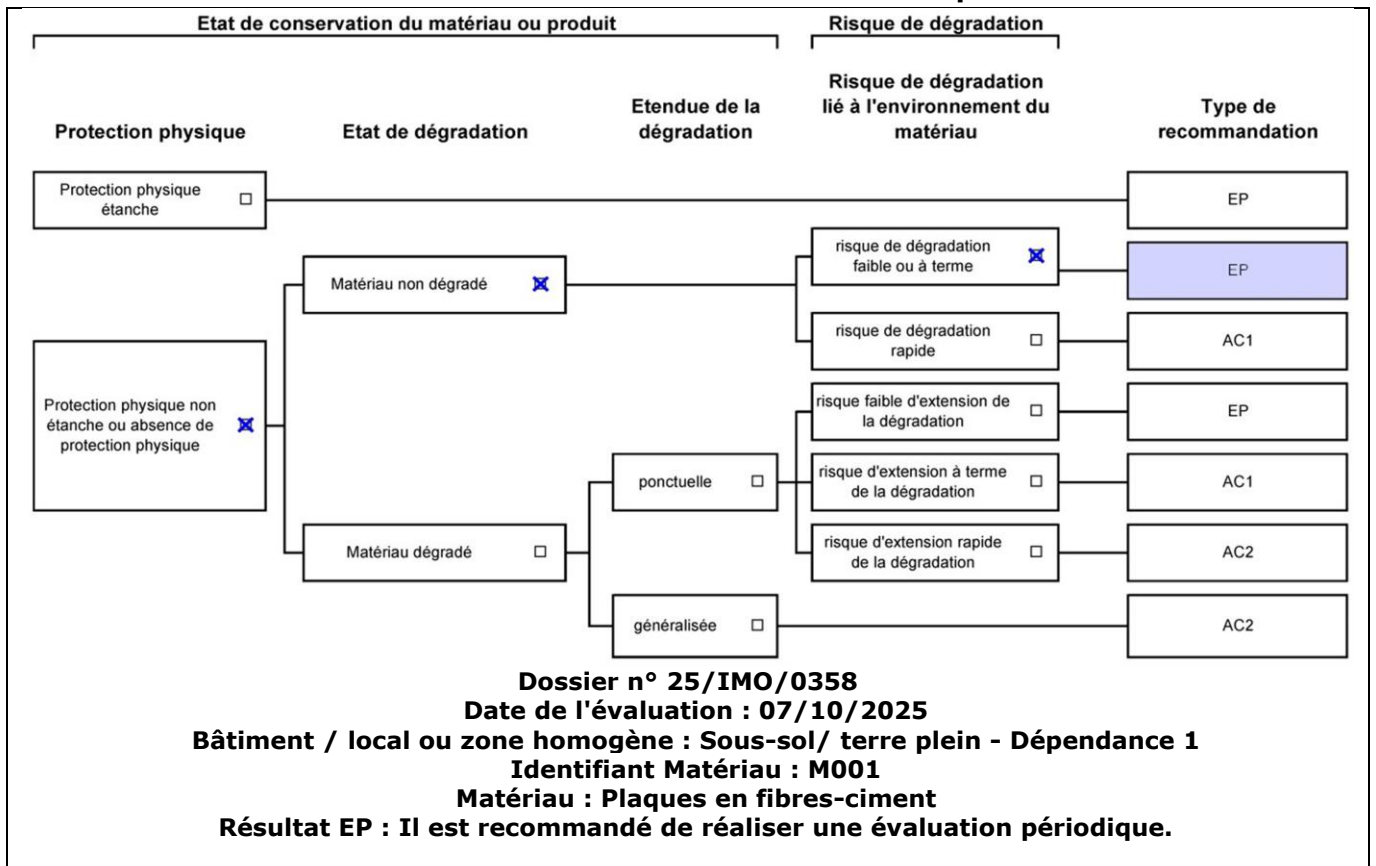 Etat de conservation du matériau ou produit
Risque de dégradation
Protection physique
Etat de dégradation
Etendue de la
dégradation
Risque de dégradation
lié à l'environnement du
matériau
Type de
recommandation
Protection physique
étanche
EP
risque de dégradation
faible ou à terme
EP
Matériau non dégradé
risque de dégradation
rapide
AC1
Protection physique non
étanche ou absence de
protection physique
risque faible d'extension de
la dégradation
EP
ponctuelle
risque d'extension à terme
de la dégradation
AC1
Matériau dégradé
risque d'extension rapide
de la dégradation
AC2
généralisée
AC2
Dossier n° 25/IMO/0358
Date de l'évaluation : 07/10/2025
Bâtiment / local ou zone homogène : Sous-sol/ terre plein - Dépendance 1
Identifiant Matériau : M001
Matériau : Plaques en fibres-ciment
Résultat EP : Il est recommandé de réaliser une évaluation périodique.